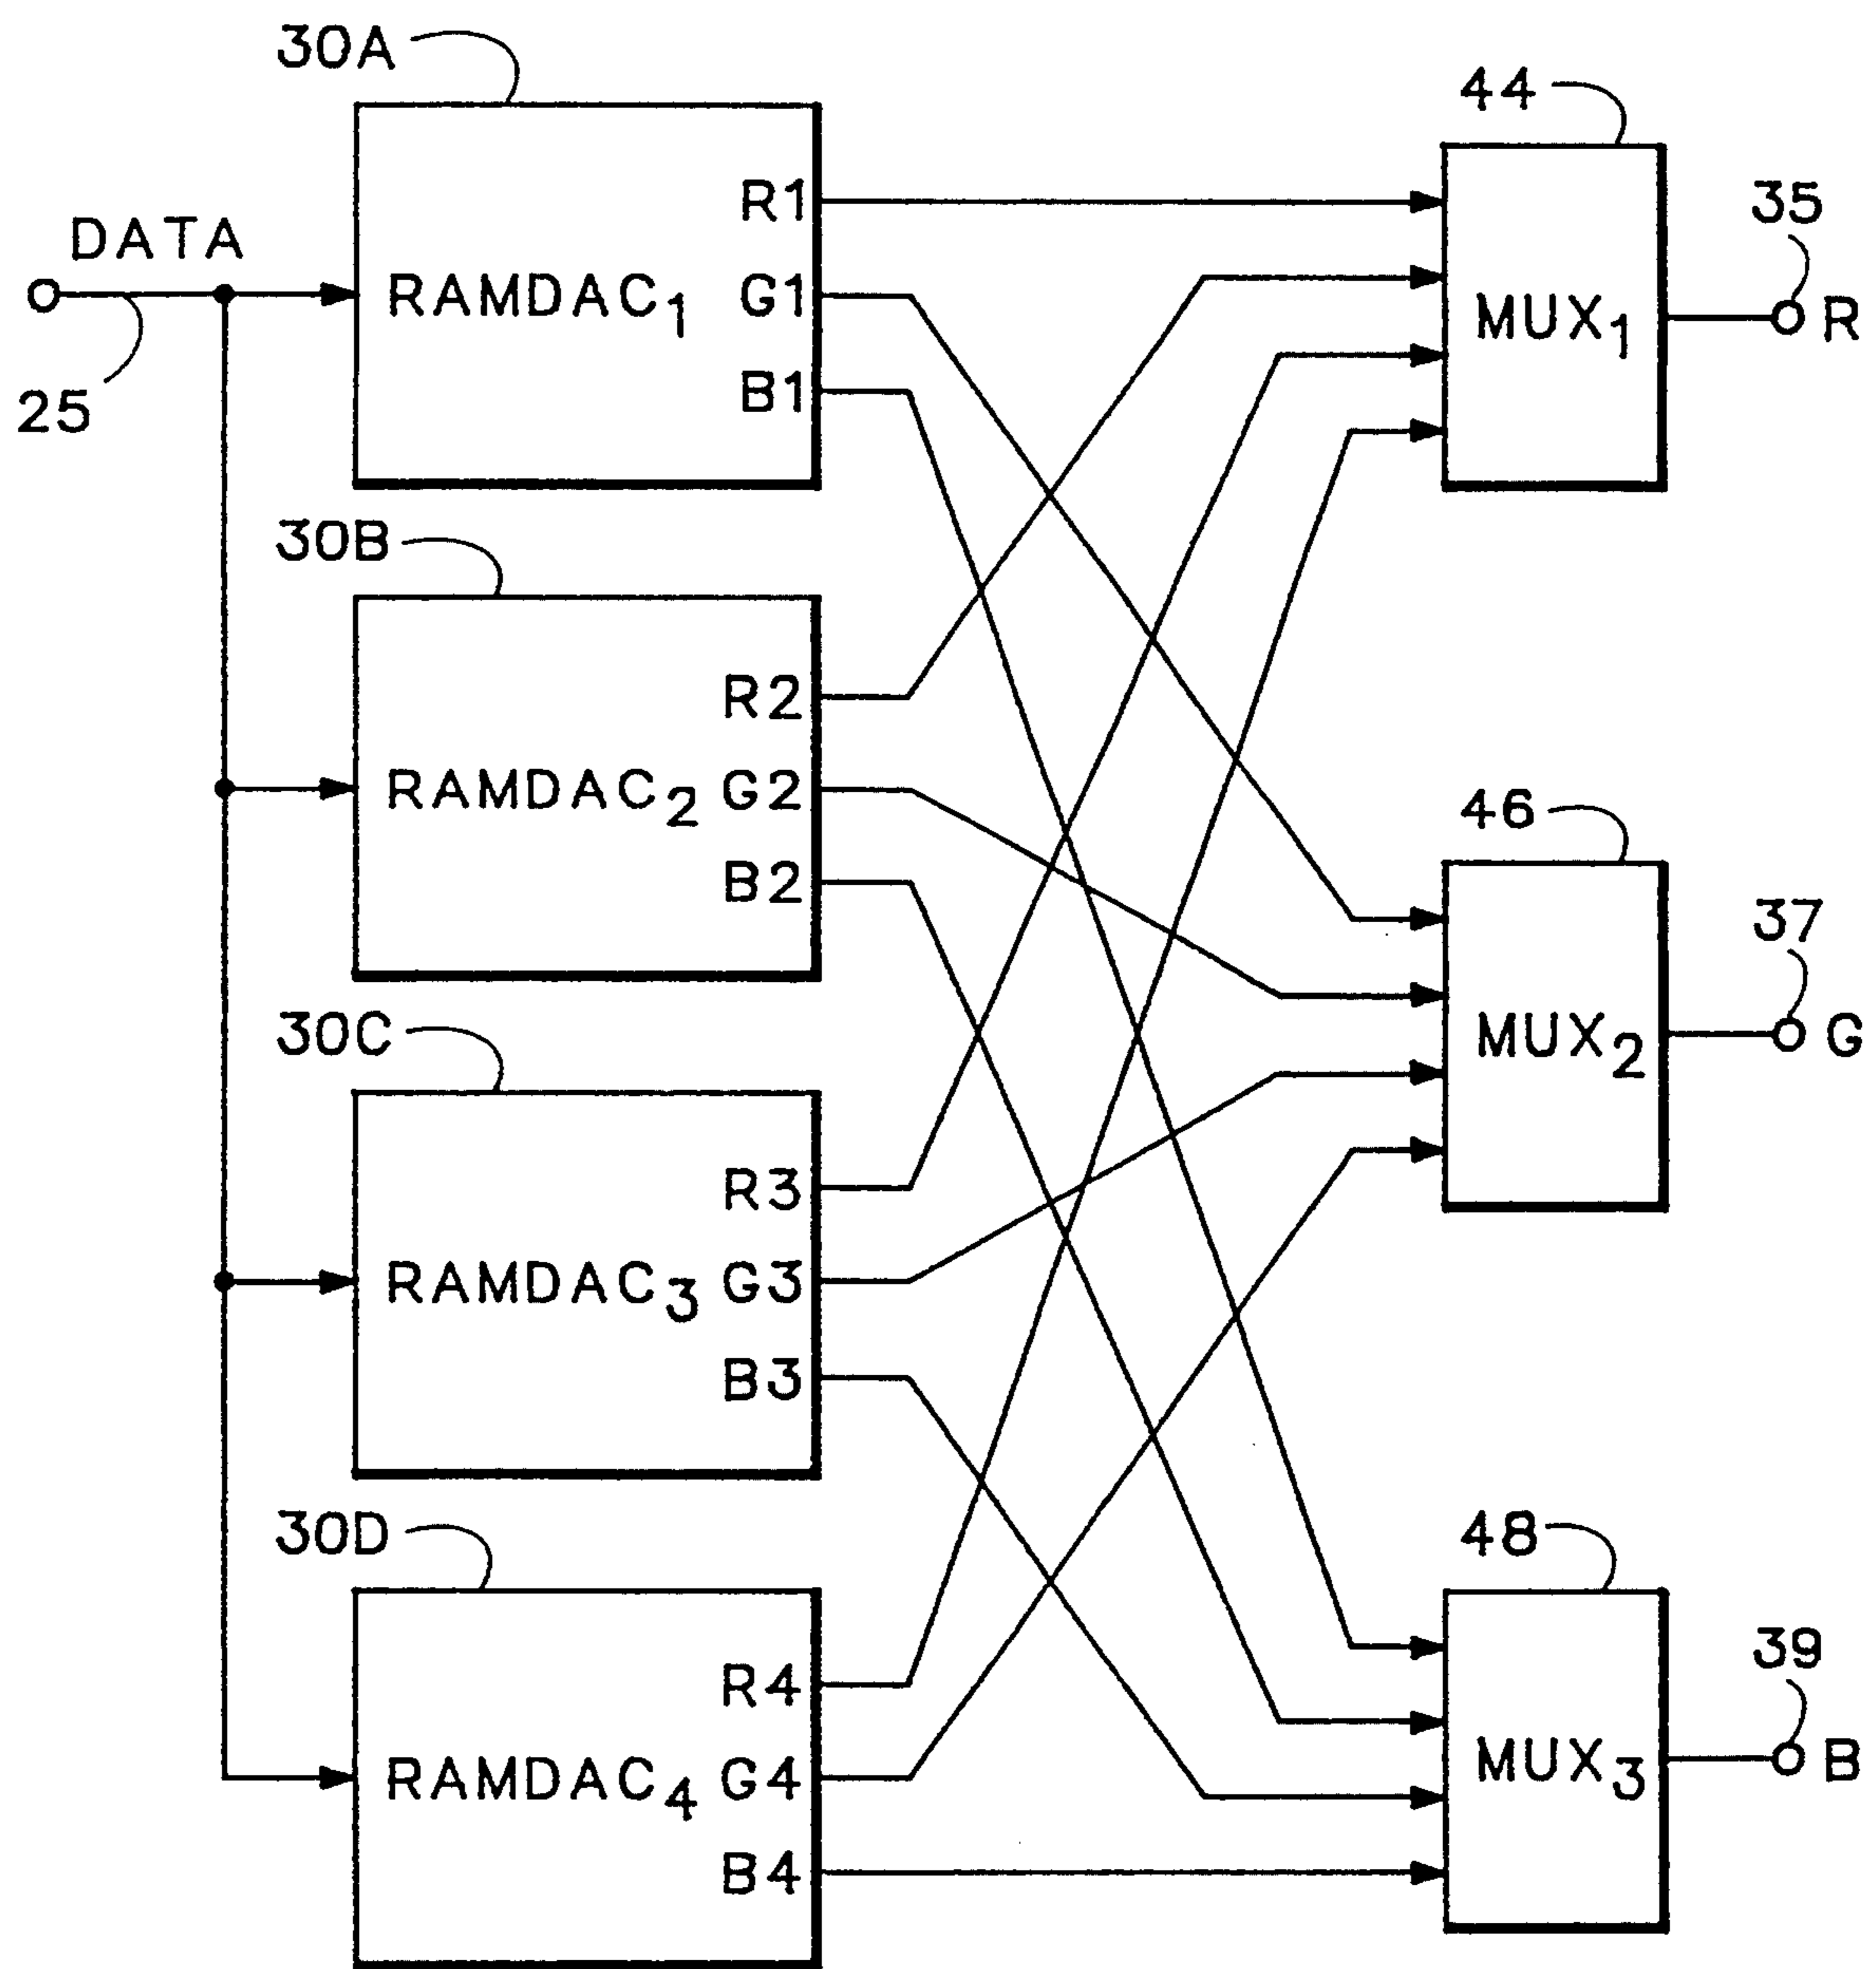 30A
44
R1
35
DATA
RAMDAC1
G1
MUX1
R
B1
25
30B
R2
RAMDAC2
G2
46
B2
37
30C
MUX2
G
R3
RAMDAC3
G3
B3
30D
48
39
R4
RAMDAC4
G4
MUX3
B
B4